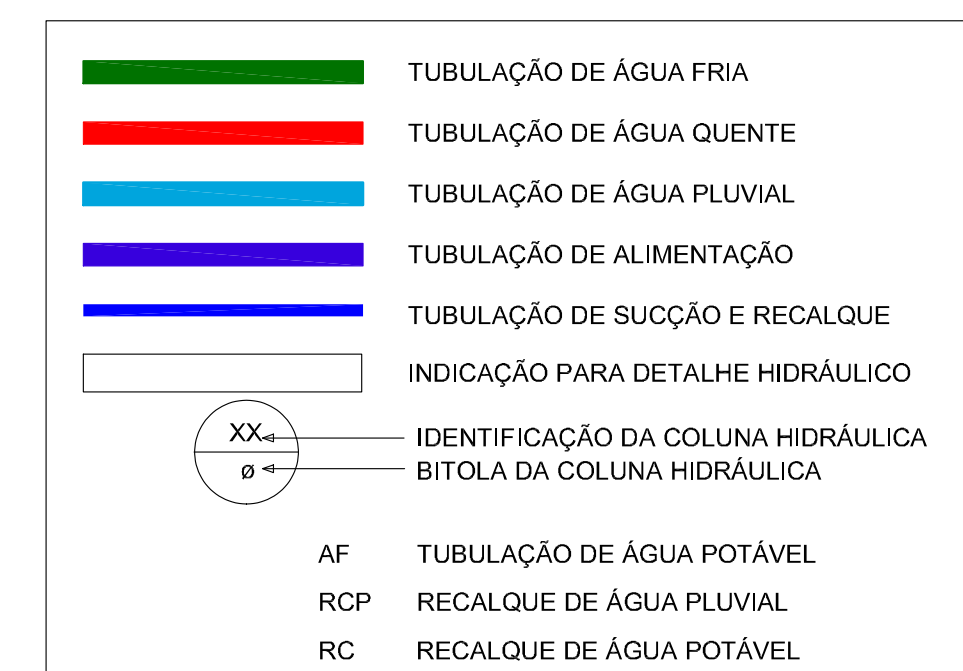 TUBULAÇÃO DE ÁGUA FRIA
TUBULAÇÃO DE ÁGUA QUENTE
TUBULAÇÃO DE ÁGUA PLUVIAL
TUBULAÇÃO DE ALIMENTAÇÃO
TUBULAÇÃO DE SUCÇÃO E RECALQUE
INDICAÇÃO PARA DETALHE HIDRÁULICO
XX IDENTIFICAÇÃO DA COLUNA HIDRÁULICA
ø BITOLA DA COLUNA HIDRÁULICA
AF TUBULAÇÃO DE ÁGUA POTÁVEL
RCP RECALQUE DE ÁGUA PLUVIAL
RC RECALQUE DE ÁGUA POTÁVEL